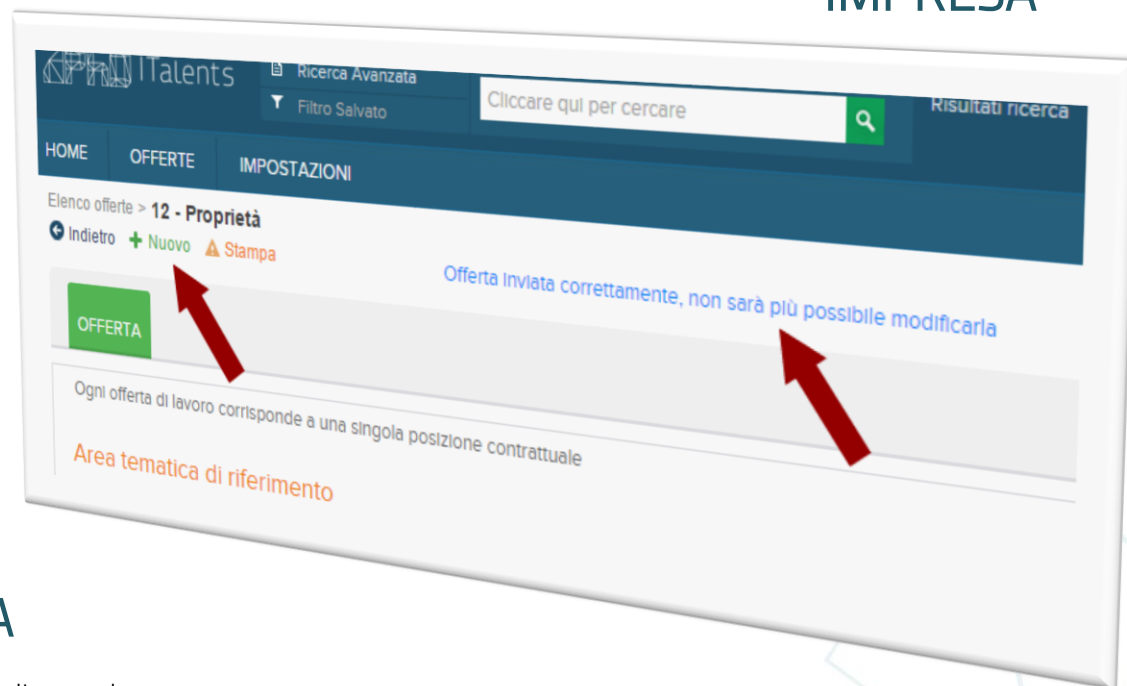 IMPRESA
PhD ITalents
Ricerca Avanzata
Filtro Salvato
Cliccare qui per cercare
Risultati ricerca
HOME OFFERTE IMPOSTAZIONI
Elenco offerte > 12 - Proprietà
Indietro Nuovo Stampa
Offerta inviata correttamente, non sarà più possibile modificarla
OFFERTA
Ogni offerta di lavoro corrisponde a una singola posizione contrattuale
Area tematica di riferimento
A